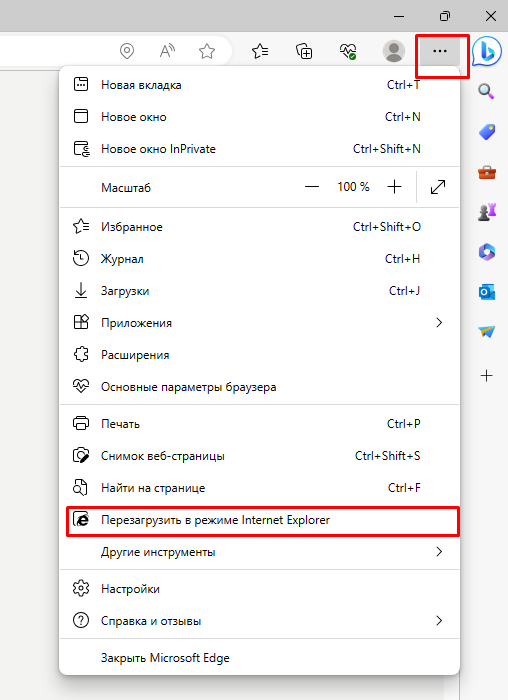 Новая вкладка Ctrl+T
Новое окно Ctrl+N
Новое окно InPrivate Ctrl+Shift+N
Масштаб — 100 % +
Избранное Ctrl+Shift+O
Журнал Ctrl+H
Загрузки Ctrl+J
Приложения
Расширения
Основные параметры браузера
Печать Ctrl+P
Снимок веб-страницы Ctrl+Shift+S
Найти на странице Ctrl+F
Перезагрузить в режиме Internet Explorer
Другие инструменты
Настройки
Справка и отзывы
Закрыть Microsoft Edge